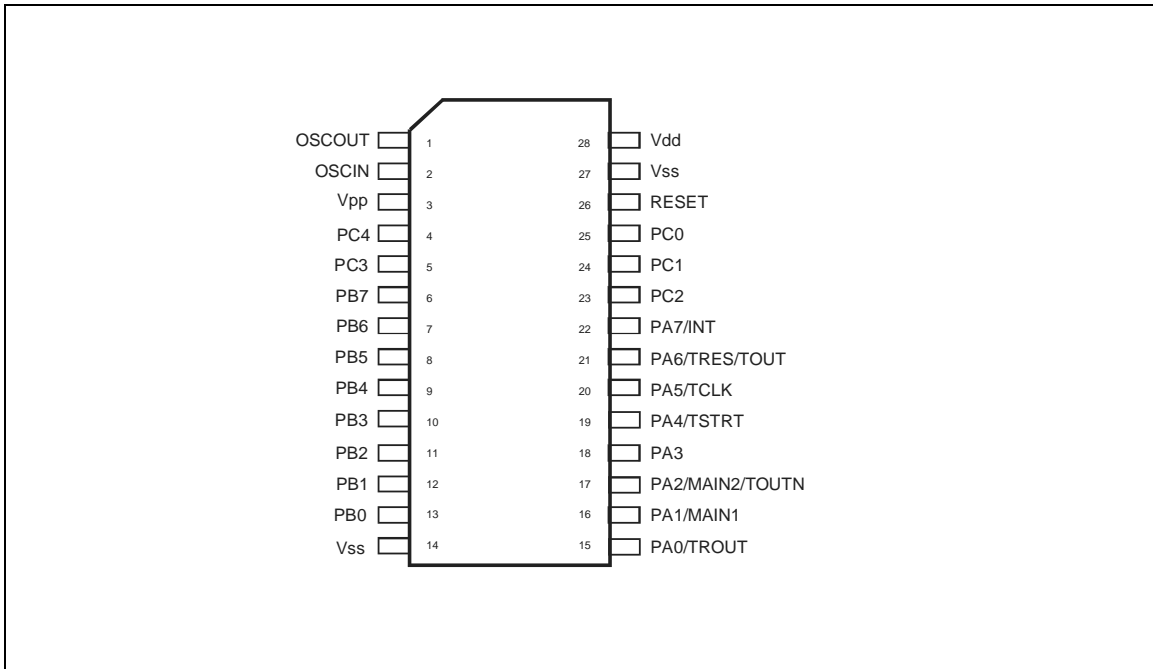 OSCOUT 1 28 Vdd
OSCIN 2 27 Vss
Vpp 3 26 RESET
PC4 4 25 PC0
PC3 5 24 PC1
PB7 6 23 PC2
PB6 7 22 PA7/INT
PB5 8 21 PA6/TRES/TOUT
PB4 9 20 PA5/TCLK
PB3 10 19 PA4/TSTRT
PB2 11 18 PA3
PB1 12 17 PA2/MAIN2/TOUTN
PB0 13 16 PA1/MAIN1
Vss 14 15 PA0/TROUT